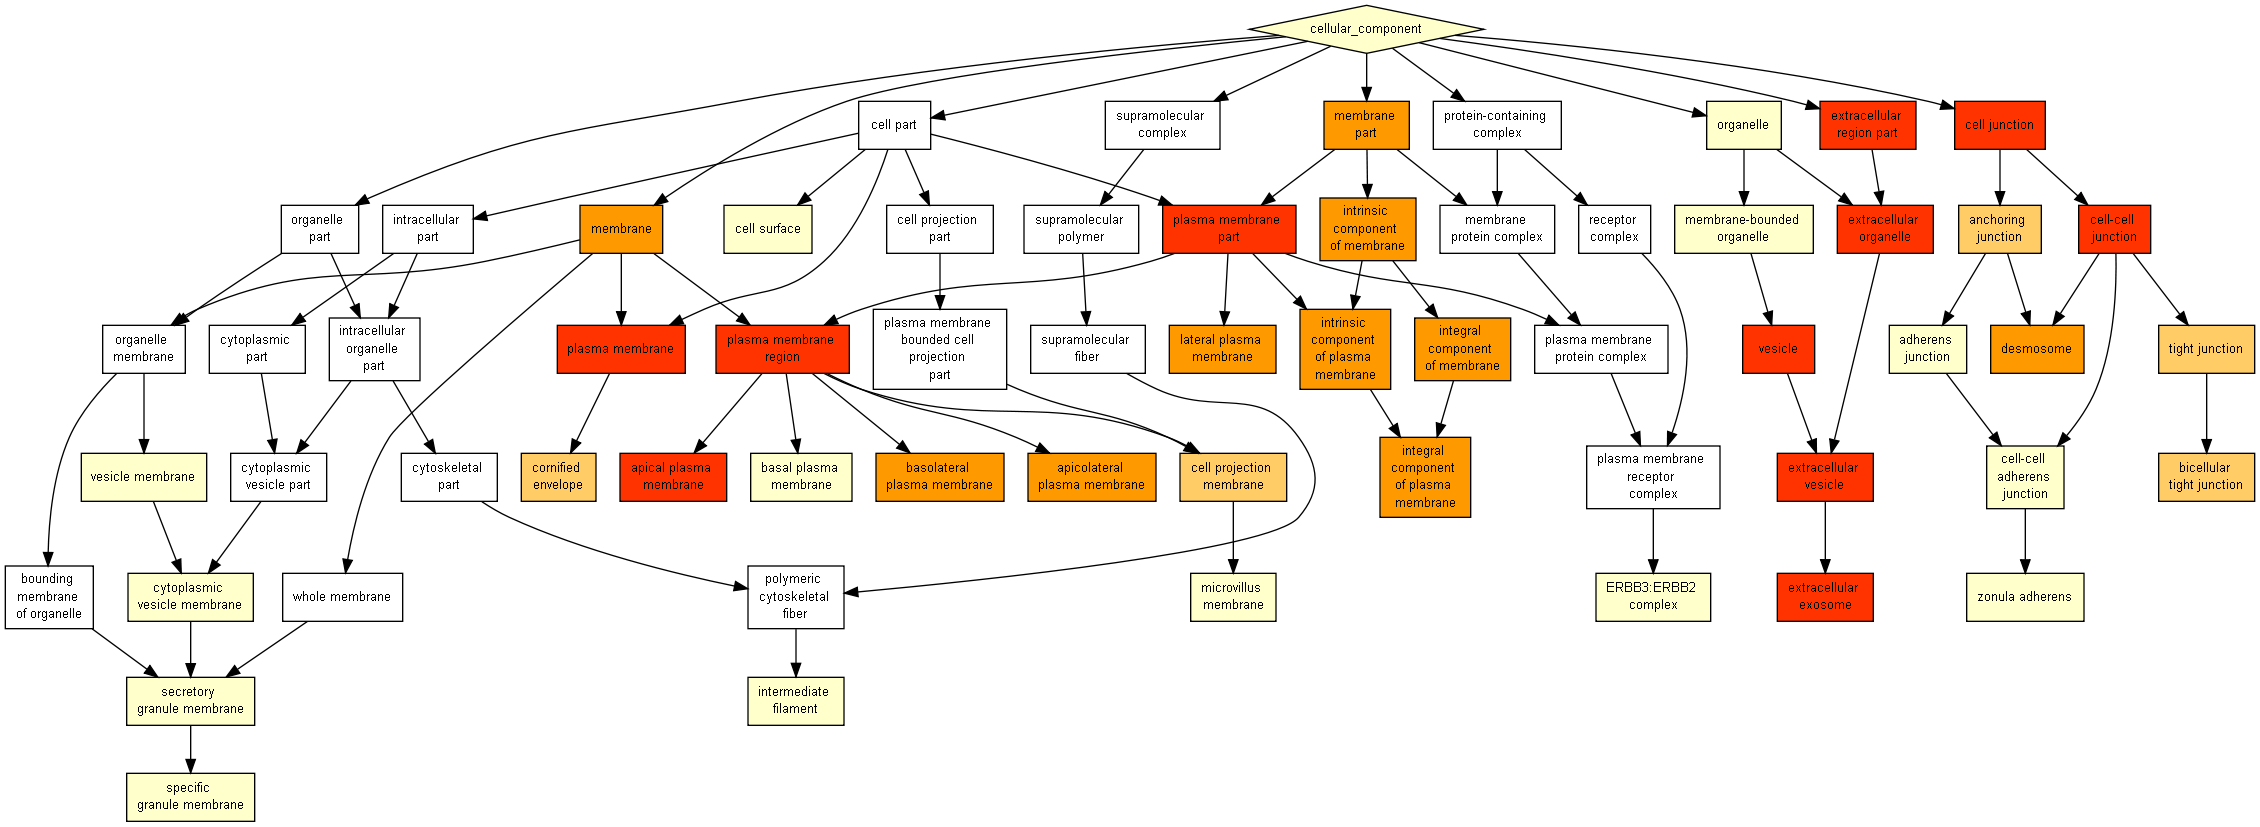 cellular_component
cell part
supramolecular
complex
membrane
part
protein-containing
complex
organelle
extracellular
region part
cell junction
organelle
part
intracellular
part
membrane
cell surface
cell projection
part
supramolecular
polymer
plasma membrane
part
intrinsic
component
of membrane
membrane
protein complex
receptor
complex
membrane-bounded
organelle
extracellular
organelle
anchoring
junction
cell-cell
junction
organelle
membrane
cytoplasmic
part
intracellular
organelle
part
plasma membrane
plasma membrane
region
plasma membrane
bounded cell
projection
part
supramolecular
fiber
lateral plasma
membrane
intrinsic
component
of plasma
membrane
integral
component
of membrane
plasma membrane
protein complex
vesicle
adherens
junction
desmosome
tight junction
vesicle membrane
cytoplasmic
vesicle part
cytoskeletal
part
cornified
envelope
apical plasma
membrane
basal plasma
membrane
basolateral
plasma membrane
apicolateral
plasma membrane
cell projection
membrane
integral
component
of plasma
membrane
plasma membrane
receptor
complex
extracellular
vesicle
cell-cell
adherens
junction
bicellular
tight junction
bounding
membrane
of organelle
cytoplasmic
vesicle membrane
whole membrane
polymeric
cytoskeletal
fiber
microvillus
membrane
ERBB3:ERBB2
complex
extracellular
exosome
zonula adherens
secretory
granule membrane
intermediate
filament
specific
granule membrane